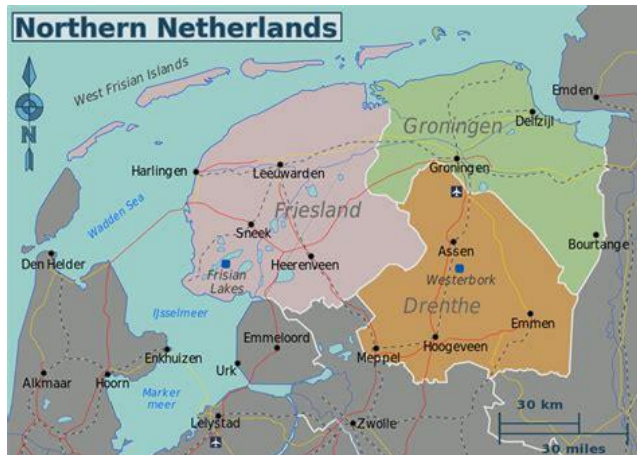 Northern Netherlands
West Frisian Islands
N
Emden
Delfzijl
Groningen
Groningen
Harlingen
Leeuwarden
Friesland
Wadden Sea
Sneek
Heerenveen
Frisian
Lakes
Assen
Westerbork
Bourtange
Den Helder
IJsselmeer
Drenthe
Emmen
Emmeloord
Enkhuizen
Urk
Meppel
Hoogeveen
Alkmaar
Hoorn
Marker
meer
Lelystad
Zwolle
30 km
30 miles